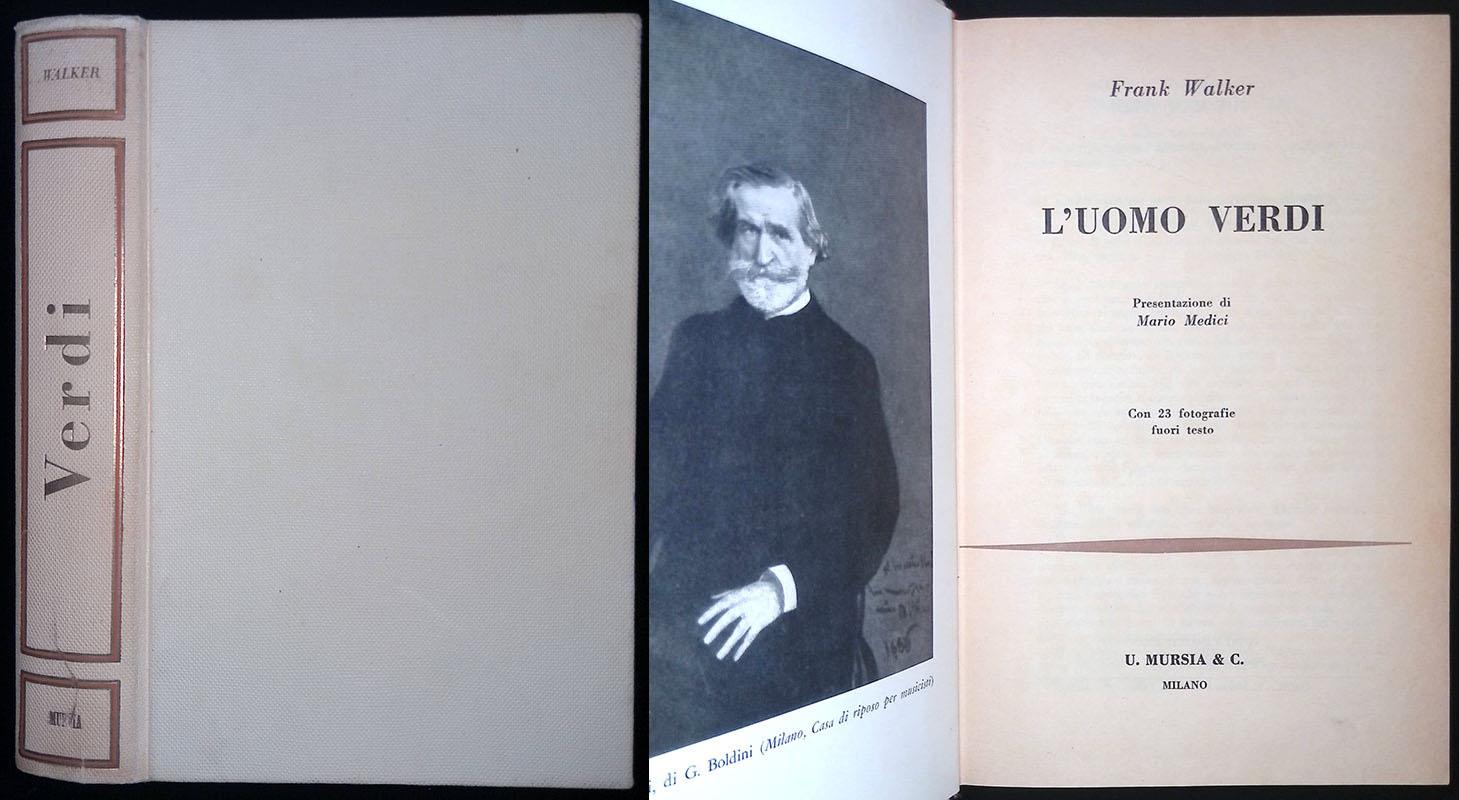 WALKER
Verdi
MURSIA
di G. Boldini (Milano, Casa di riposo per musicisti)
1886
Frank Walker
L'UOMO VERDI
Presentazione di
Mario Medici
Con 23 fotografie
fuori testo
U. MURSIA & C.
MILANO